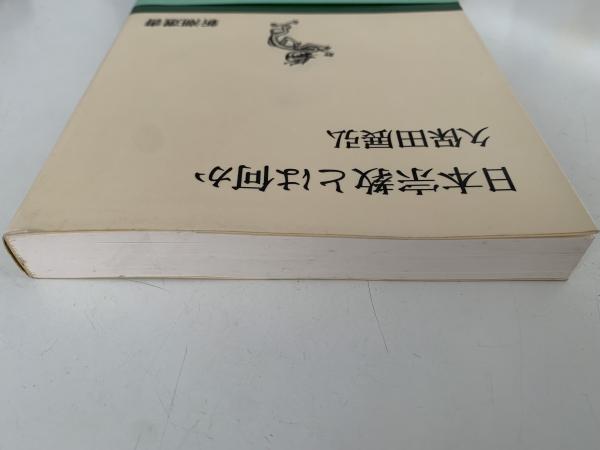 日本宗教とは何か
久保田展弘
新潮選書